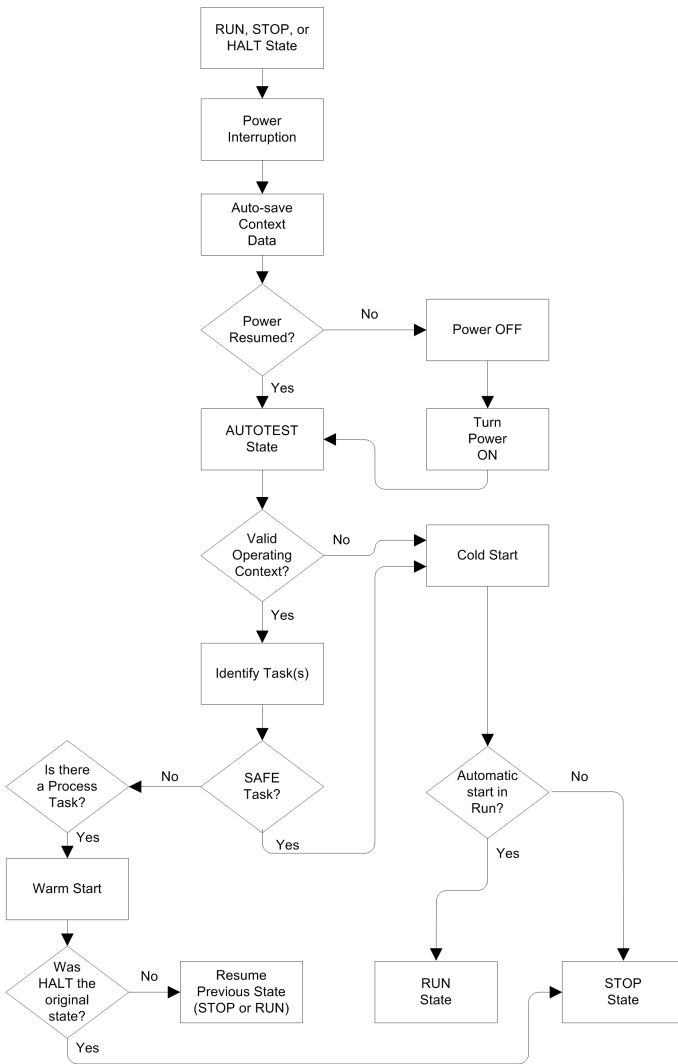 RUN, STOP, or
HALT State
Power
Interruption
Auto-save
Context
Data
Power
Resumed?
No
Power OFF
Yes
AUTOTEST
State
Turn
Power
ON
Valid
Operating
Context?
No
Cold Start
Yes
Identify Task(s)
Is there
a Process
Task?
No
SAFE
Task?
Automatic
start in
Run?
No
Yes
Yes
Yes
Warm Start
Was
HALT the
original
state?
No
Resume
Previous State
(STOP or RUN)
RUN
State
STOP
State
Yes